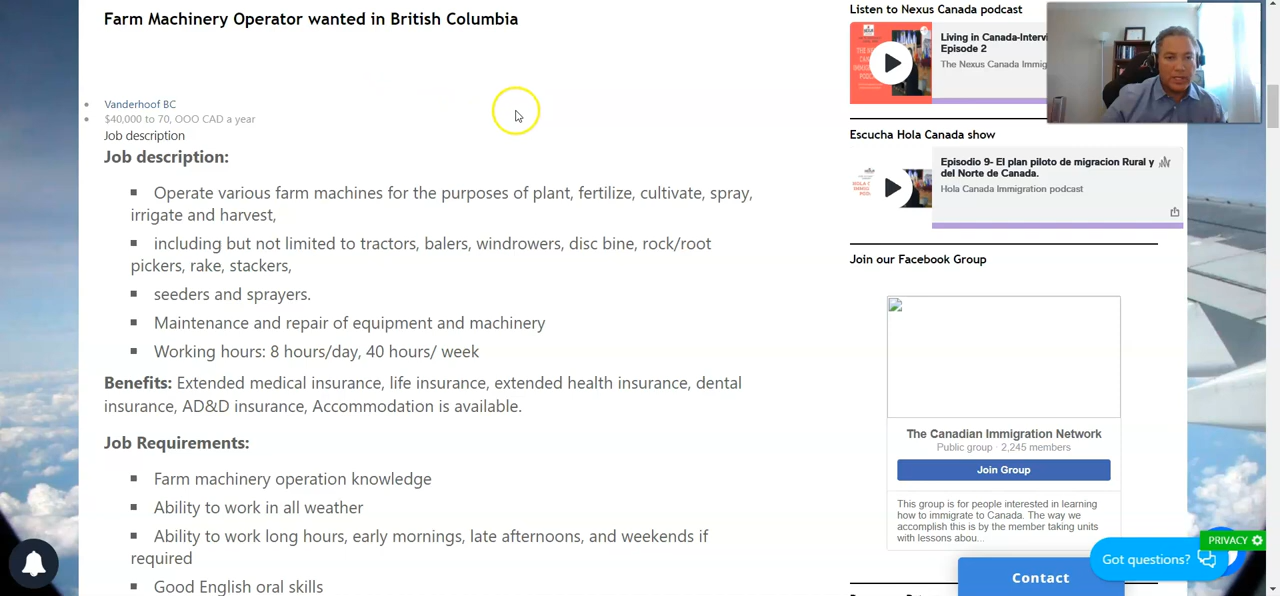 Farm Machinery Operator wanted in British Columbia
Vanderhoof BC
$40,000 to 70, OOO CAD a year
Job description
Job description:
Operate various farm machines for the purposes of plant, fertilize, cultivate, spray,
irrigate and harvest,
including but not limited to tractors, balers, windrowers, disc bine, rock/root
pickers, rake, stackers,
seeders and sprayers.
Maintenance and repair of equipment and machinery
Working hours: 8 hours/day, 40 hours/ week
Benefits: Extended medical insurance, life insurance, extended health insurance, dental
insurance, AD&D insurance, Accommodation is available.
Job Requirements:
Farm machinery operation knowledge
Ability to work in all weather
Ability to work long hours, early mornings, late afternoons, and weekends if
required
Good English oral skills
Listen to Nexus Canada podcast
Living in Canada-Intervi
Episode 2
The Nexus Canada Immig
Escucha Hola Canada show
Episodio 9- El plan piloto de migracion Rural y
del Norte de Canada.
Hola Canada Immigration podcast
Join our Facebook Group
The Canadian Immigration Network
Public group · 2,245 members
Join Group
This group is for people interested in learning
how to immigrate to Canada. The way we
accomplish this is by the member taking units
with lessons abou...
PRIVACY
Got questions?
Contact